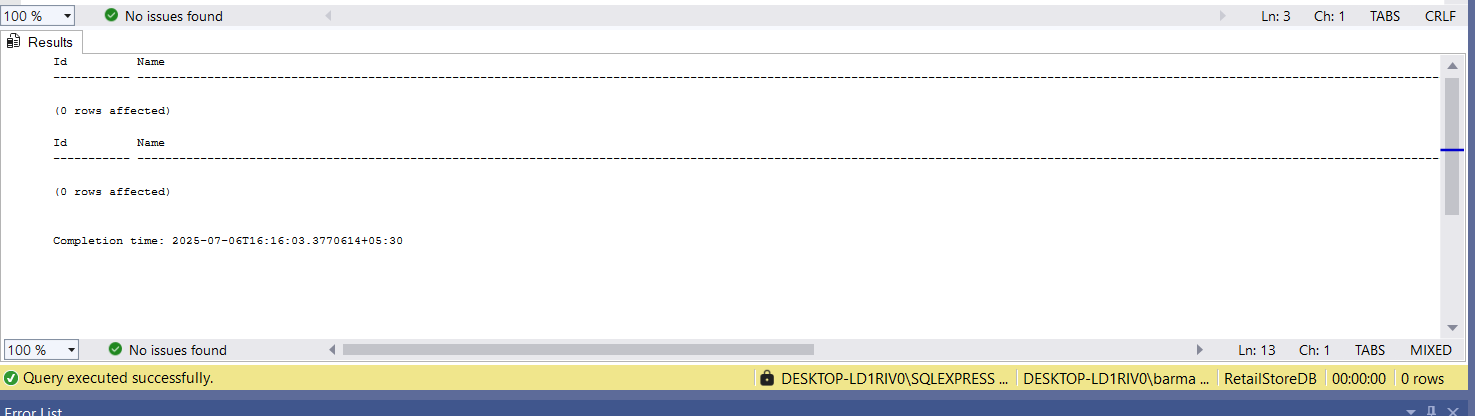 100 % No issues found Ln: 3 Ch: 1 TABS CRLF
Results
Id Name
----------- ----------------------------------------------------------------------------------------------------------------------------------------------------------------------------------------
(0 rows affected)
Id Name
----------- ----------------------------------------------------------------------------------------------------------------------------------------------------------------------------------------
(0 rows affected)
Completion time: 2025-07-06T16:16:03.3770614+05:30
100 % No issues found Ln: 13 Ch: 1 TABS MIXED
Query executed successfully. DESKTOP-LD1RIV0\SQLEXPRESS ... DESKTOP-LD1RIV0\barma ... RetailStoreDB 00:00:00 0 rows
Error List